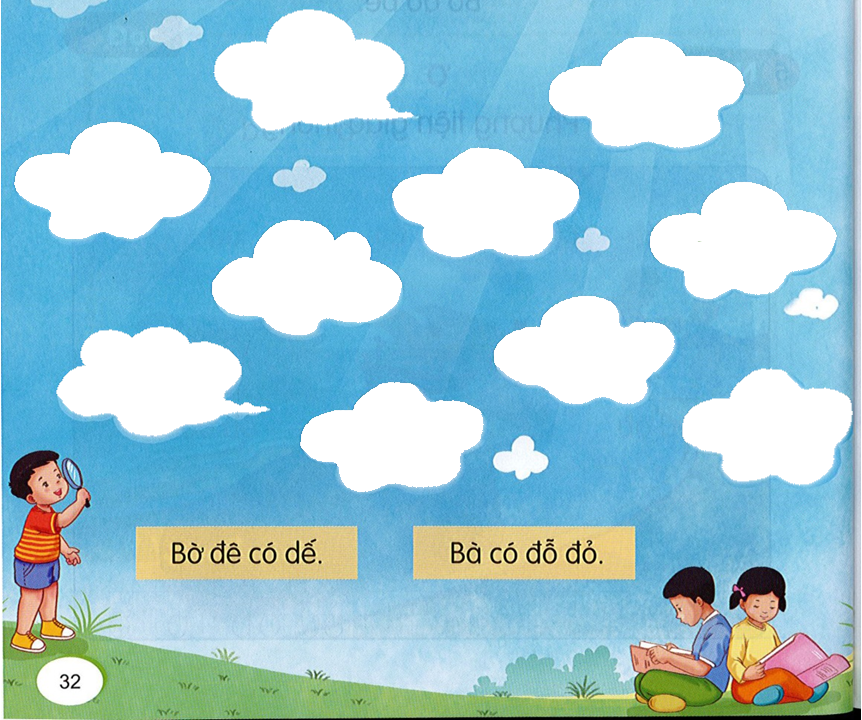 Bờ đê có dế.
Bà có đỗ đỏ.
32